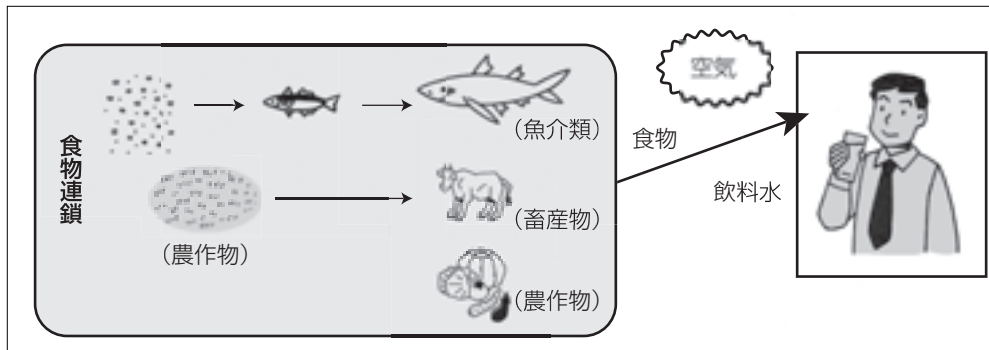 食物連鎖
(魚介類)
(農作物)
(畜産物)
(農作物)
空気
食物
飲料水